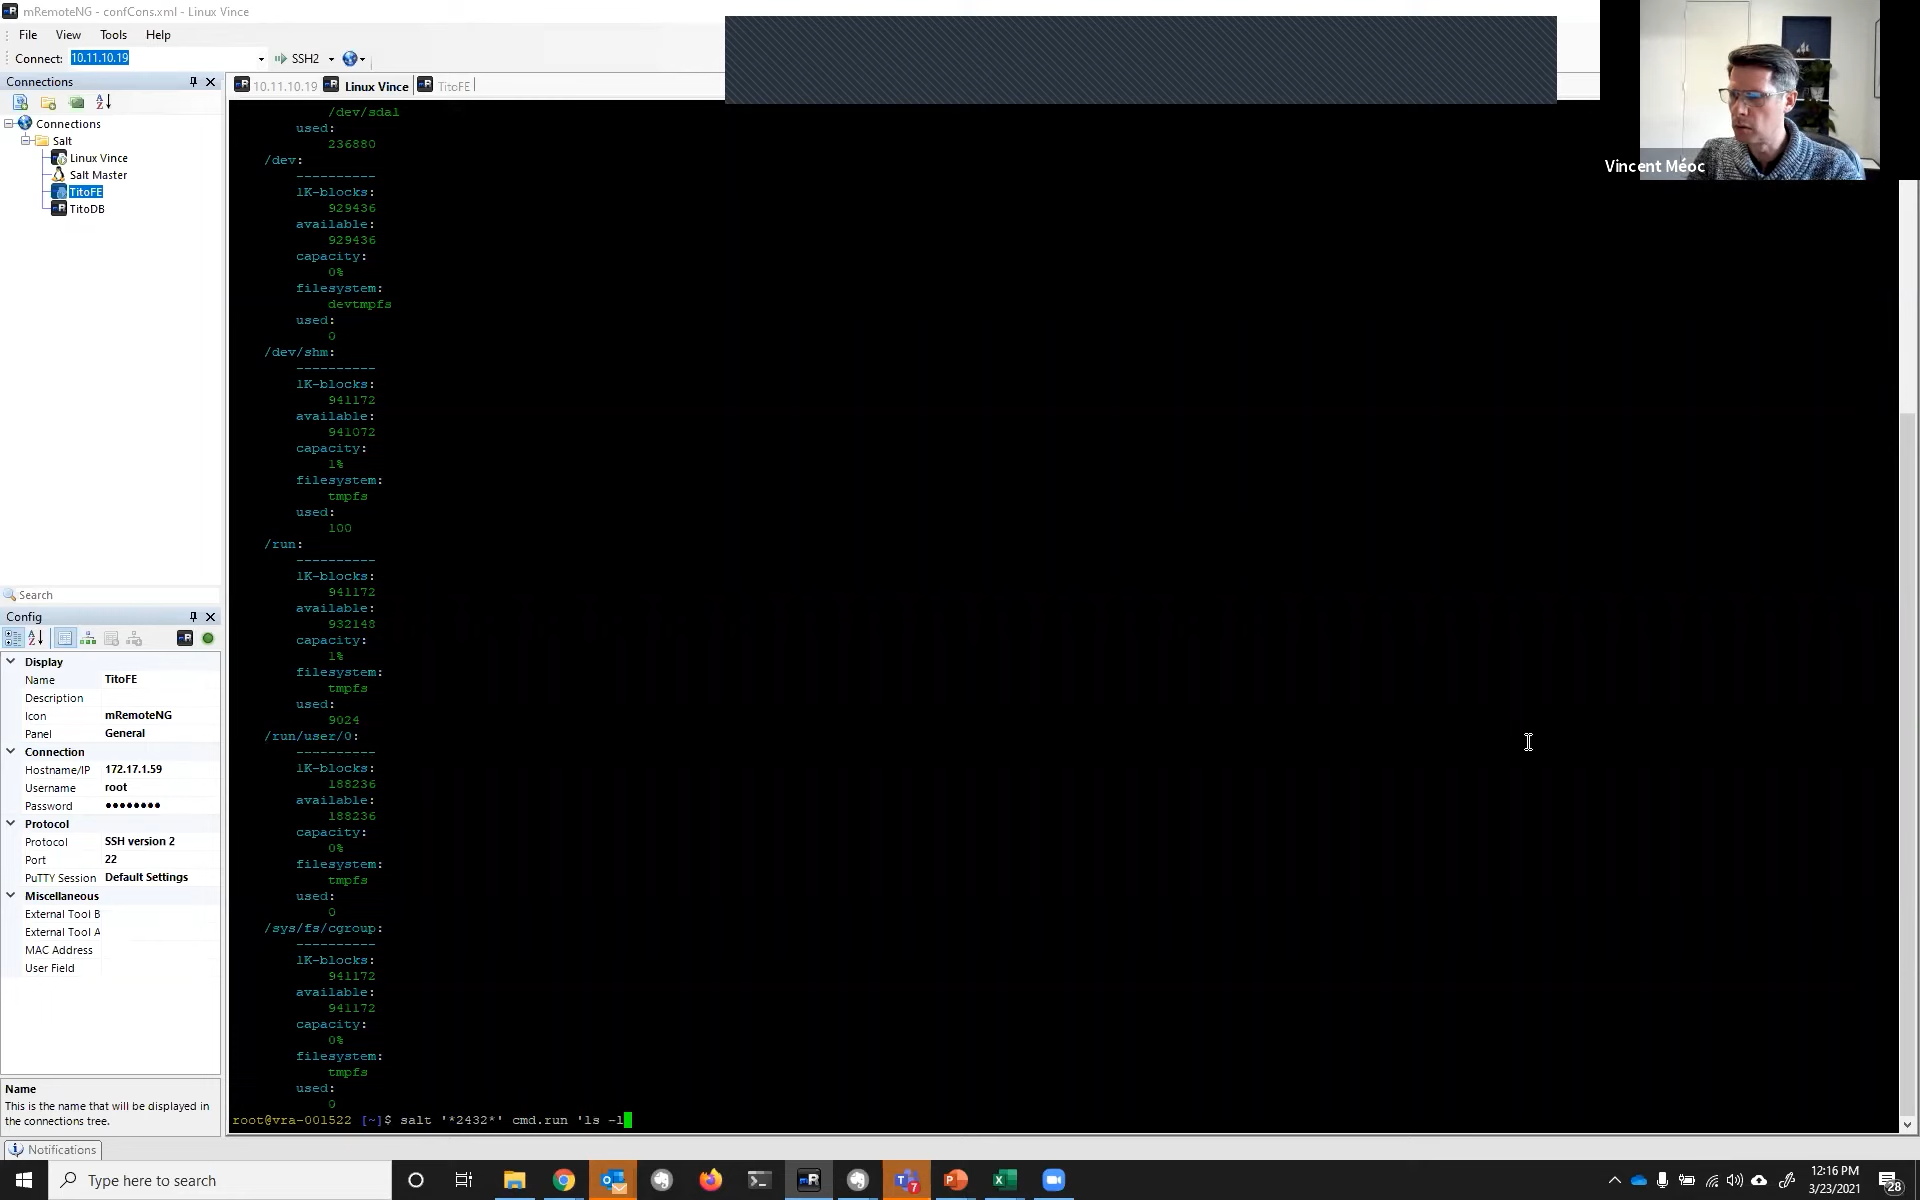 mRemoteNG - confCons.xml - Linux Vince
File View Tools Help
Connect: 10.11.10.19 SSH2
Connections
Connections
Salt
Linux Vince
Salt Master
TitoFE
TitoDB
Search
Config
Display
Name TitoFE
Description
Icon mRemoteNG
Panel General
Connection
Hostname/IP 172.17.1.59
Username root
Password ●●●●●●●●
Protocol
Protocol SSH version 2
Port 22
PuTTY Session Default Settings
Miscellaneous
External Tool B
External Tool A
MAC Address
User Field
Name
This is the name that will be displayed in
the connections tree.
Notifications
10.11.10.19 Linux Vince TitoFE
/dev/sda1
used:
236880
/dev:
----------
1K-blocks:
929436
available:
929436
capacity:
0%
filesystem:
devtmpfs
used:
0
/dev/shm:
----------
1K-blocks:
941172
available:
941072
capacity:
1%
filesystem:
tmpfs
used:
100
/run:
----------
1K-blocks:
941172
available:
932148
capacity:
1%
filesystem:
tmpfs
used:
9024
/run/user/0:
----------
1K-blocks:
188236
available:
188236
capacity:
0%
filesystem:
tmpfs
used:
0
/sys/fs/cgroup:
----------
1K-blocks:
941172
available:
941172
capacity:
0%
filesystem:
tmpfs
used:
0
root@vra-001522 [~]$ salt '*2432*' cmd.run 'ls -l
Vincent Méoc
Type here to search
7
12:16 PM
3/23/2021
28